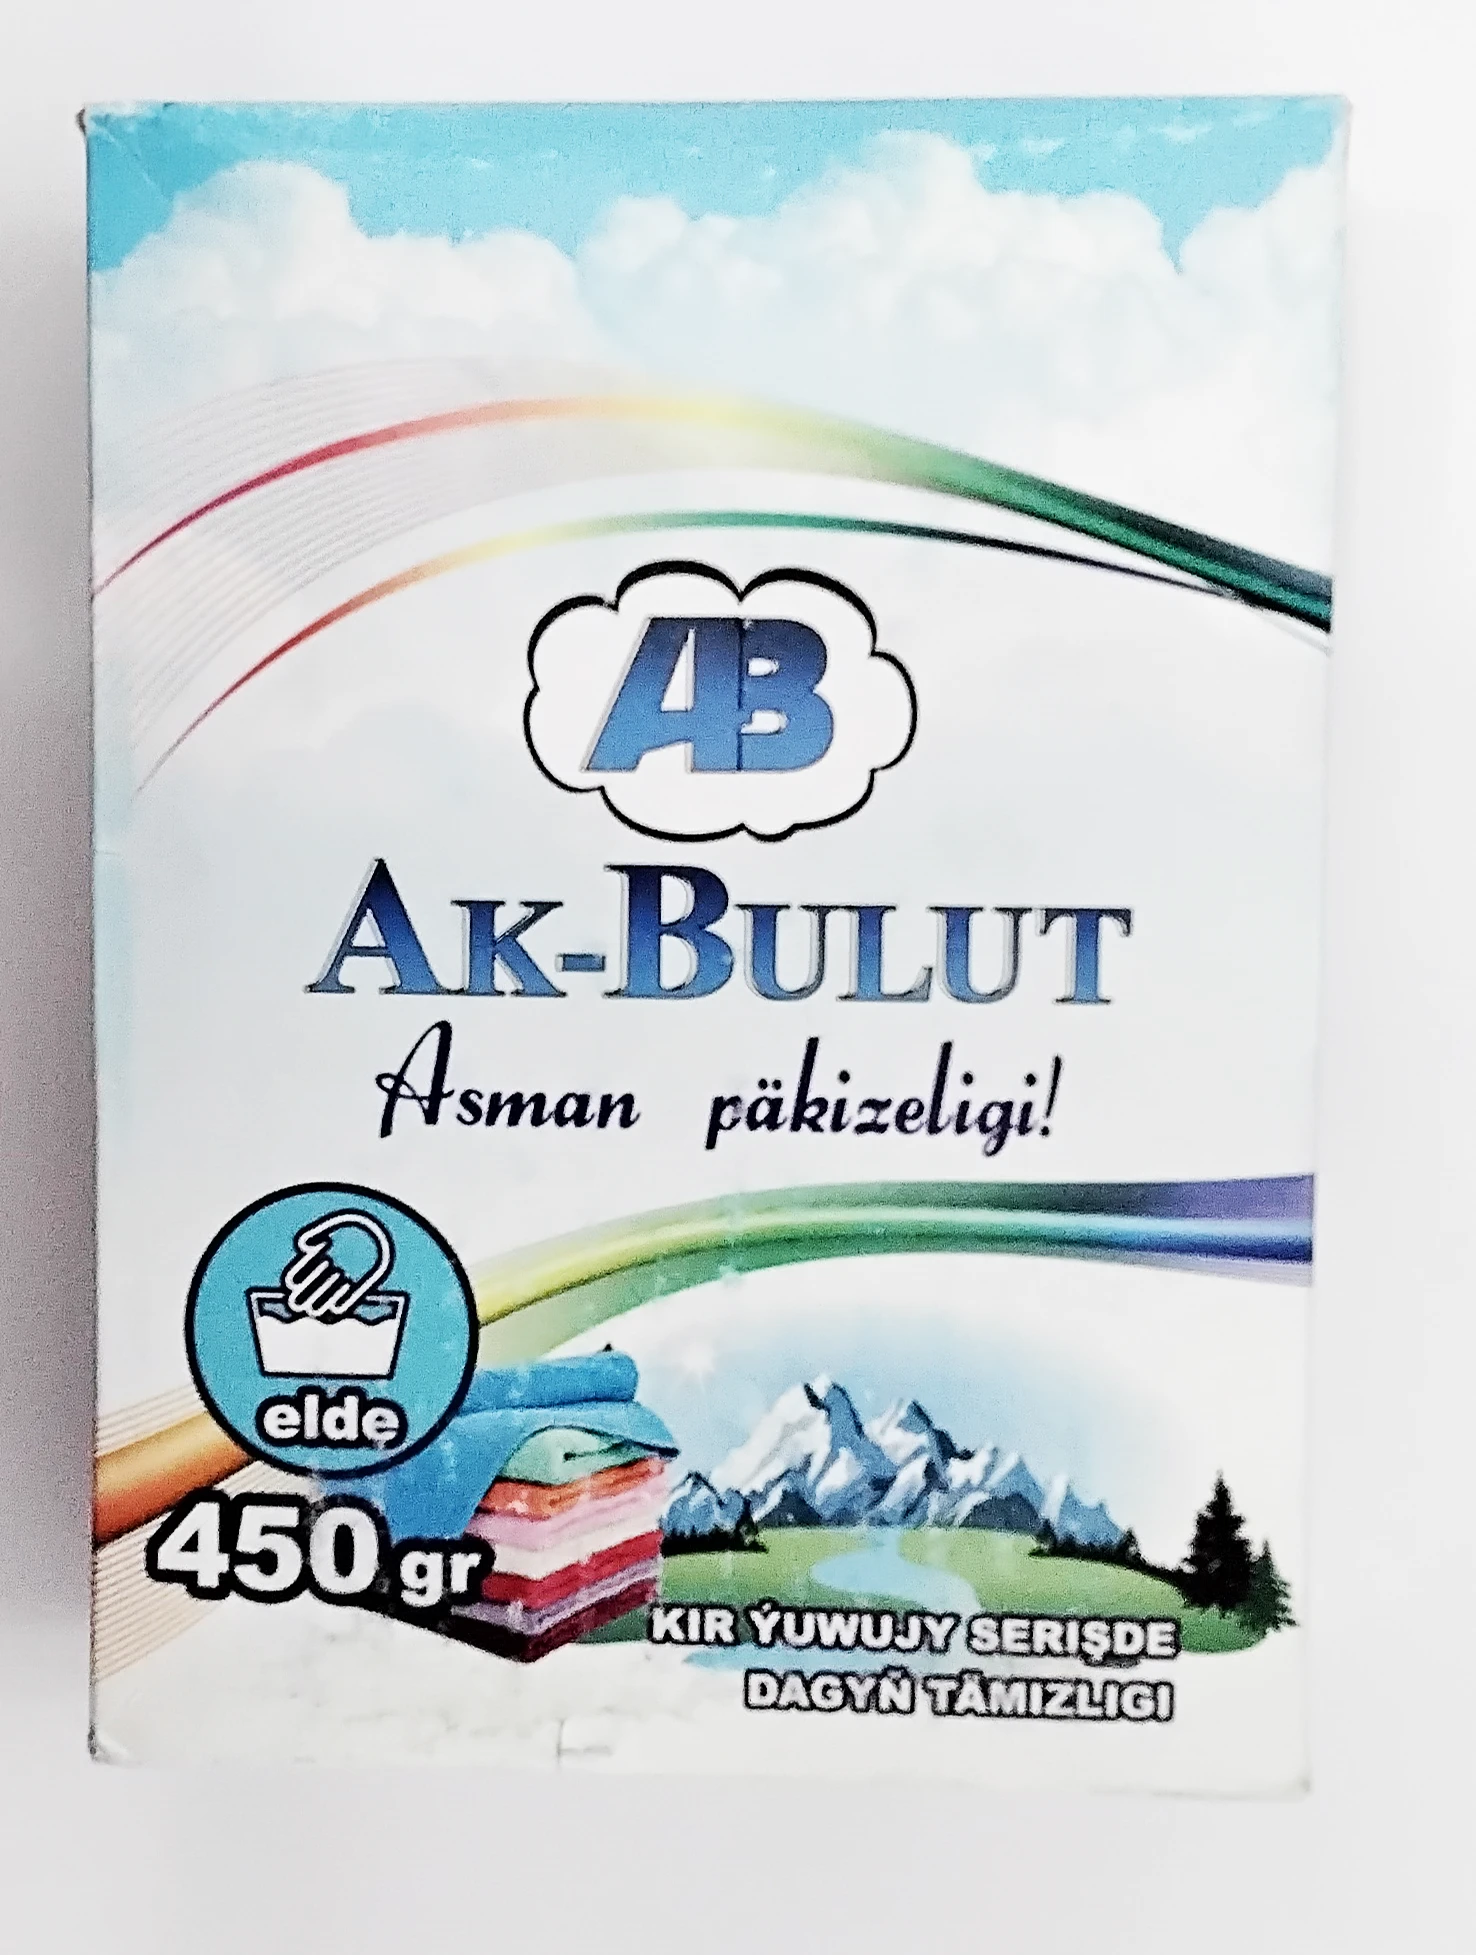 AB
AK-BULUT
Asman päkizeligi!
elde
450 gr
KIR ÝUWUJY SERIŞDE
DAGYŇ TÄMIZLIGI